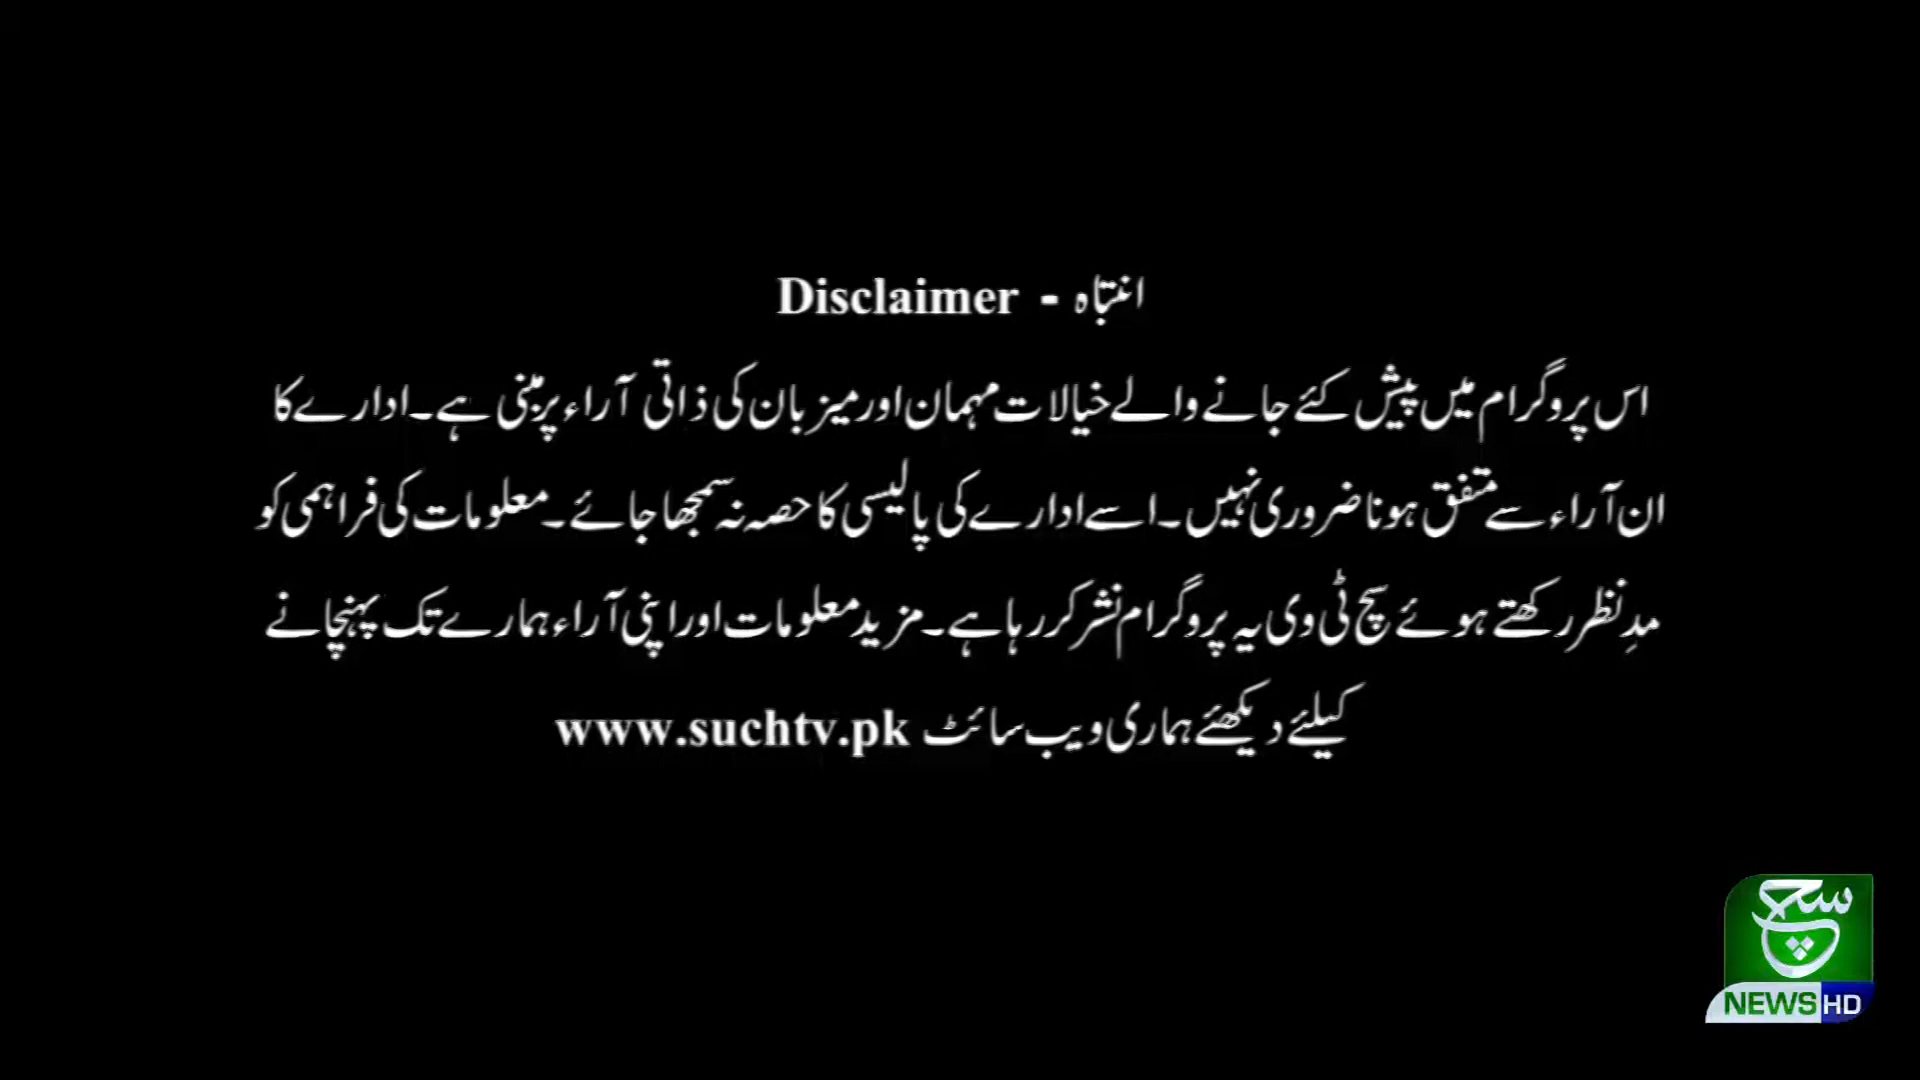 انتباہ - Disclaimer
اس پروگرام میں پیش کئے جانے والے خیالات مہمان اور میزبان کی ذاتی آراء پر مبنی ہے۔ ادارے کا
ان آراء سے متفق ہونا ضروری نہیں۔ اسے ادارے کی پالیسی کا حصہ نہ سمجھا جائے۔ معلومات کی فراہمی کو
مدِ نظر رکھتے ہوئے سچ ٹی وی یہ پروگرام نشر کر رہا ہے۔ مزید معلومات اور اپنی آراء ہمارے تک پہنچانے
کیلئے دیکھئے ہماری ویب سائٹ www.suchtv.pk
سچ
NEWS HD